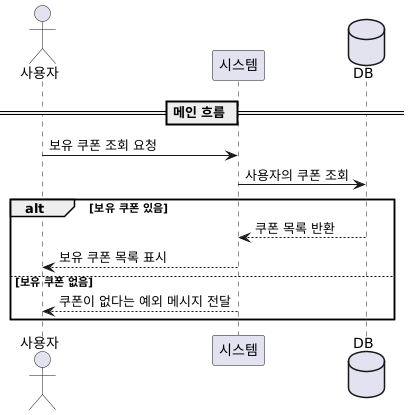 사용자
시스템
DB
메인 흐름
보유 쿠폰 조회 요청
사용자의 쿠폰 조회
alt [보유 쿠폰 있음]
쿠폰 목록 반환
보유 쿠폰 목록 표시
[보유 쿠폰 없음]
쿠폰이 없다는 예외 메시지 전달
사용자
시스템
DB